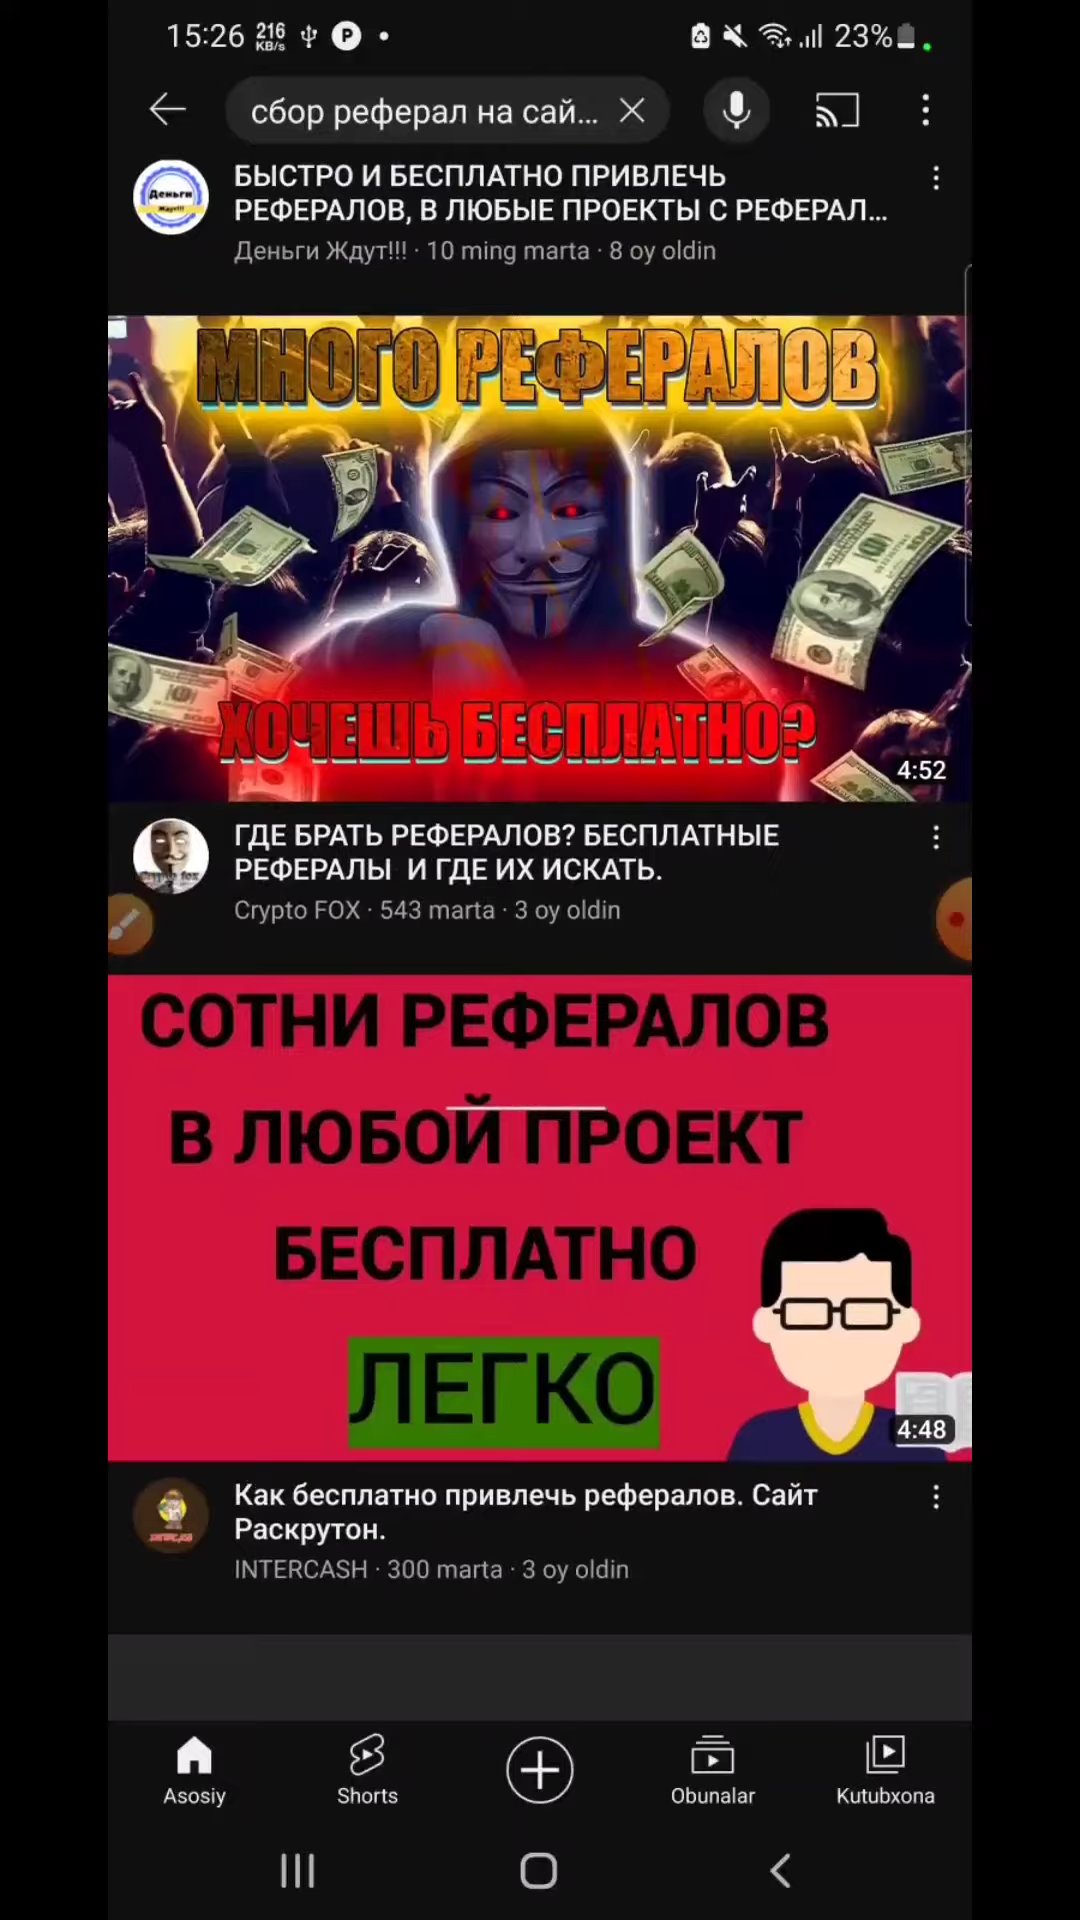 15:26 216 KB/s P 23%
сбор реферал на сай...
БЫСТРО И БЕСПЛАТНО ПРИВЛЕЧЬ
РЕФЕРАЛОВ, В ЛЮБЫЕ ПРОЕКТЫ С РЕФЕРАЛ...
Деньги Ждут!!! · 10 ming marta · 8 oy oldin
Деньги
Ждут!!!
МНОГО РЕФЕРАЛОВ
ХОЧЕШЬ БЕСПЛАТНО?
4:52
ГДЕ БРАТЬ РЕФЕРАЛОВ? БЕСПЛАТНЫЕ
РЕФЕРАЛЫ И ГДЕ ИХ ИСКАТЬ.
Crypto FOX · 543 marta · 3 oy oldin
СОТНИ РЕФЕРАЛОВ
В ЛЮБОЙ ПРОЕКТ
БЕСПЛАТНО
ЛЕГКО
4:48
Как бесплатно привлечь рефералов. Сайт
Раскрутон.
INTERCASH · 300 marta · 3 oy oldin
Asosiy
Shorts
Obunalar
Kutubxona